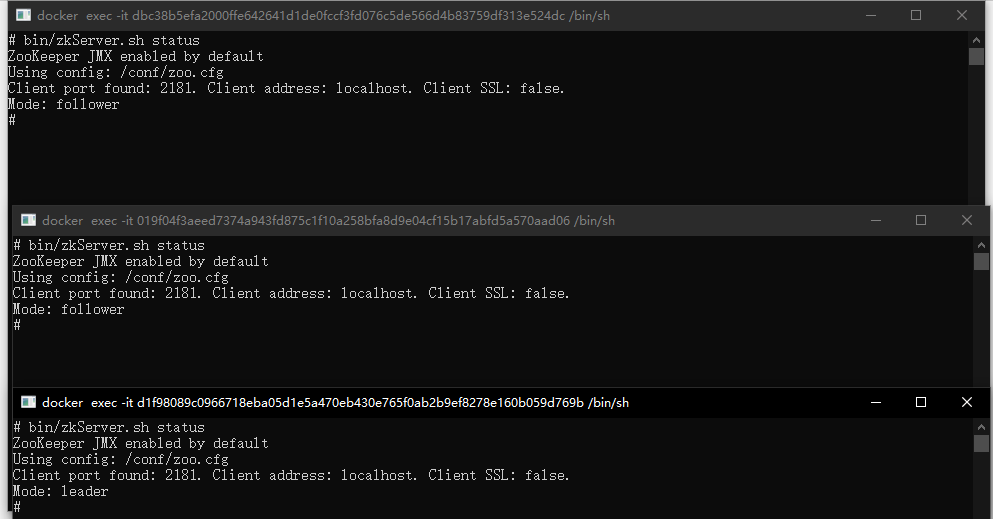 docker  exec -it dbc38b5efa2000ffe642641d1de0fccf3fd076c5de566d4b83759df313e524dc /bin/sh
# bin/zkServer.sh status
ZooKeeper JMX enabled by default
Using config: /conf/zoo.cfg
Client port found: 2181. Client address: localhost. Client SSL: false.
Mode: follower
#
docker  exec -it 019f04f3aeed7374a943fd875c1f10a258bfa8d9e04cf15b17abfd5a570aad06 /bin/sh
# bin/zkServer.sh status
ZooKeeper JMX enabled by default
Using config: /conf/zoo.cfg
Client port found: 2181. Client address: localhost. Client SSL: false.
Mode: follower
#
docker  exec -it d1f98089c0966718eba05d1e5a470eb430e765f0ab2b9ef8278e160b059d769b /bin/sh
# bin/zkServer.sh status
ZooKeeper JMX enabled by default
Using config: /conf/zoo.cfg
Client port found: 2181. Client address: localhost. Client SSL: false.
Mode: leader
#